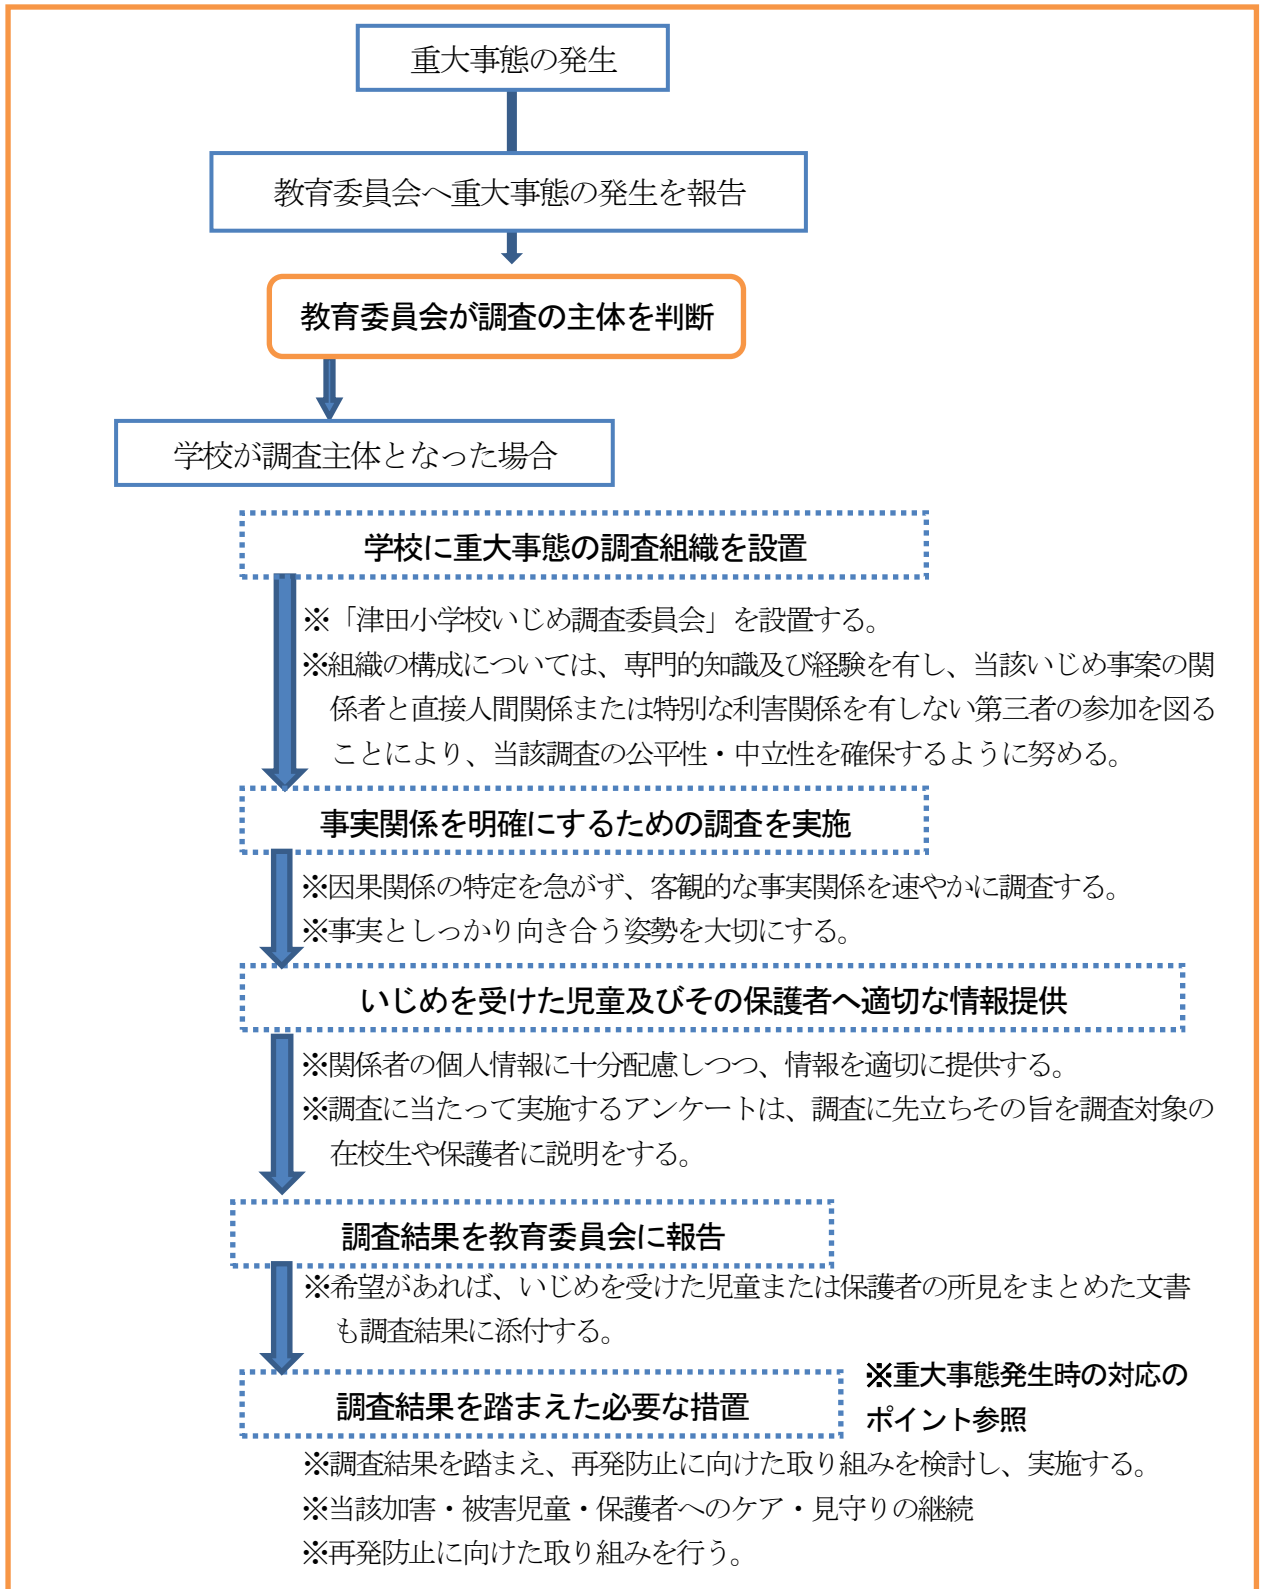 重大事態の発生
教育委員会へ重大事態の発生を報告
教育委員会が調査の主体を判断
学校が調査主体となった場合
学校に重大事態の調査組織を設置
※「津田小学校いじめ調査委員会」を設置する。
※組織の構成については、専門的知識及び経験を有し、当該いじめ事案の関
係者と直接人間関係または特別な利害関係を有しない第三者の参加を図る
ことにより、当該調査の公平性・中立性を確保するように努める。
事実関係を明確にするための調査を実施
※因果関係の特定を急がず、客観的な事実関係を速やかに調査する。
※事実としっかり向き合う姿勢を大切にする。
いじめを受けた児童及びその保護者へ適切な情報提供
※関係者の個人情報に十分配慮しつつ、情報を適切に提供する。
※調査に当たって実施するアンケートは、調査に先立ちその旨を調査対象の
在校生や保護者に説明をする。
調査結果を教育委員会に報告
※希望があれば、いじめを受けた児童または保護者の所見をまとめた文書
も調査結果に添付する。
調査結果を踏まえた必要な措置
※重大事態発生時の対応の
ポイント参照
※調査結果を踏まえ、再発防止に向けた取り組みを検討し、実施する。
※当該加害・被害児童・保護者へのケア・見守りの継続
※再発防止に向けた取り組みを行う。